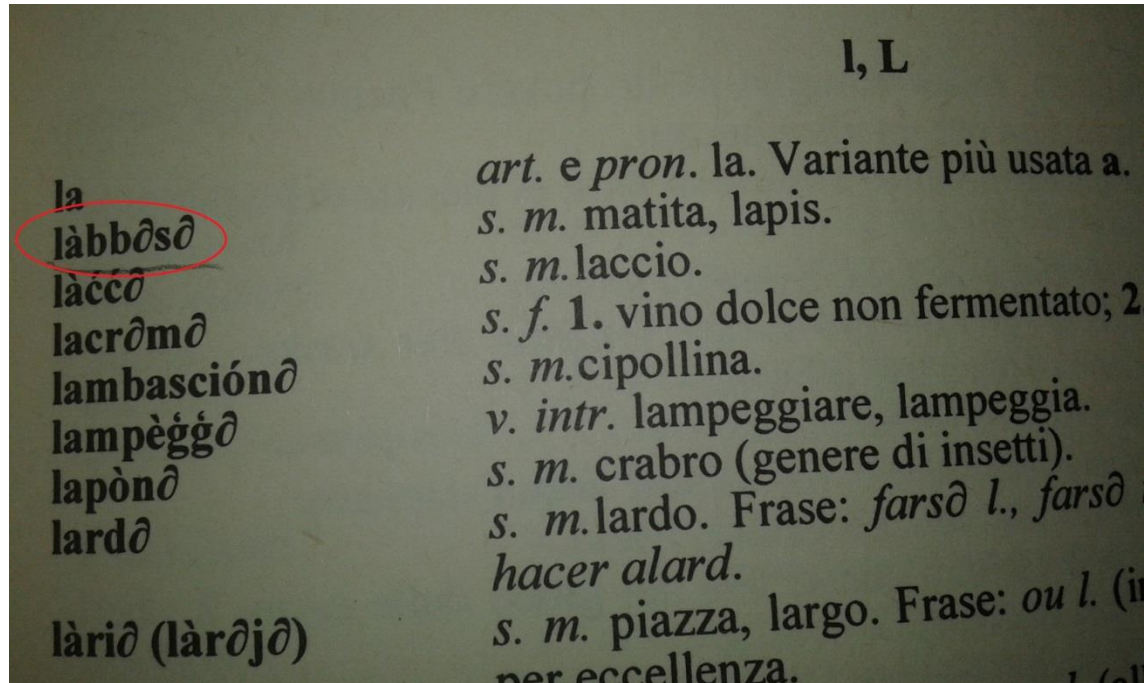 l, L
la art. e pron. la. Variante più usata a.
làbb∂s∂ s. m. matita, lapis.
làćć∂ s. m. laccio.
lacr∂m∂ s. f. 1. vino dolce non fermentato; 2
lambasción∂ s. m. cipollina.
lampèģģ∂ v. intr. lampeggiare, lampeggia.
lapòn∂ s. m. crabro (genere di insetti).
lard∂ s. m. lardo. Frase: fars∂ l., fars∂
hacer alard.
làri∂ (làr∂j∂) s. m. piazza, largo. Frase: ou l.
per eccellenza.